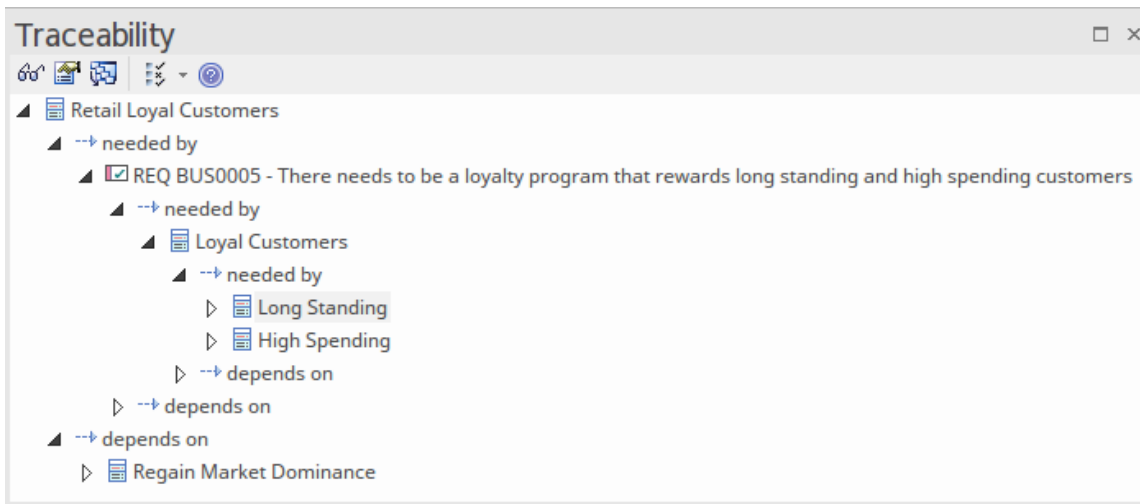 Traceability
Retail Loyal Customers
needed by
REQ BUS0005 - There needs to be a loyalty program that rewards long standing and high spending customers
needed by
Loyal Customers
needed by
Long Standing
High Spending
depends on
depends on
depends on
Regain Market Dominance